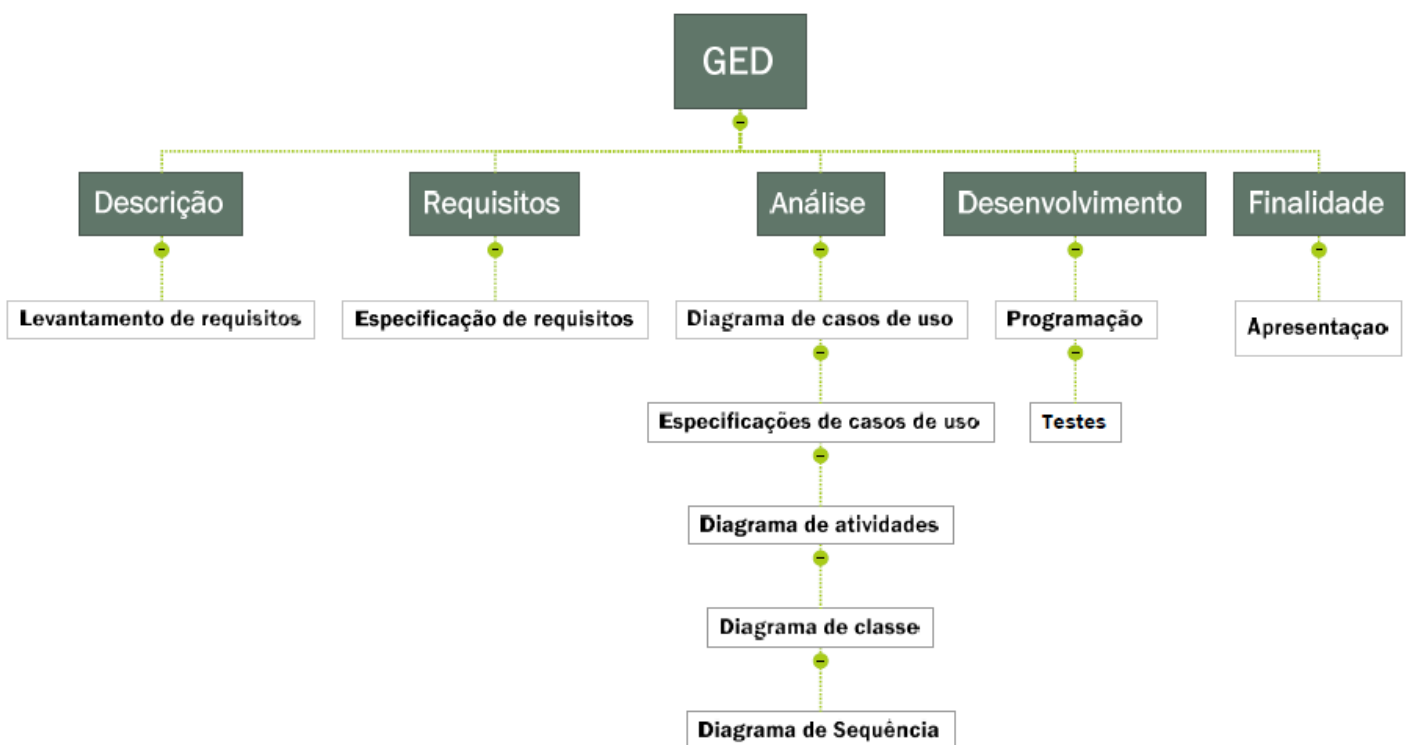 GED
Descrição
Requisitos
Análise
Desenvolvimento
Finalidade
Levantamento de requisitos
Especificação de requisitos
Diagrama de casos de uso
Programação
Apresentaçao
Especificações de casos de uso
Testes
Diagrama de atividades
Diagrama de classe
Diagrama de Sequência